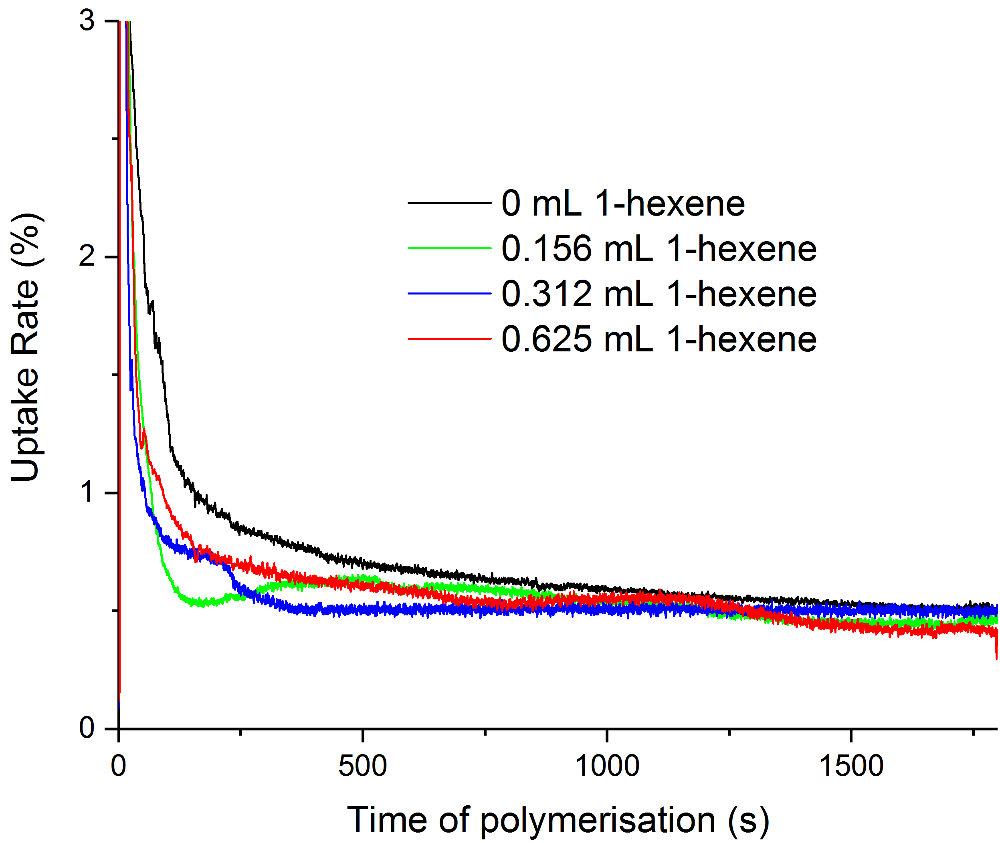 3
2
1
0
Uptake Rate (%)
0 mL 1-hexene
0.156 mL 1-hexene
0.312 mL 1-hexene
0.625 mL 1-hexene
0 500 1000 1500
Time of polymerisation (s)